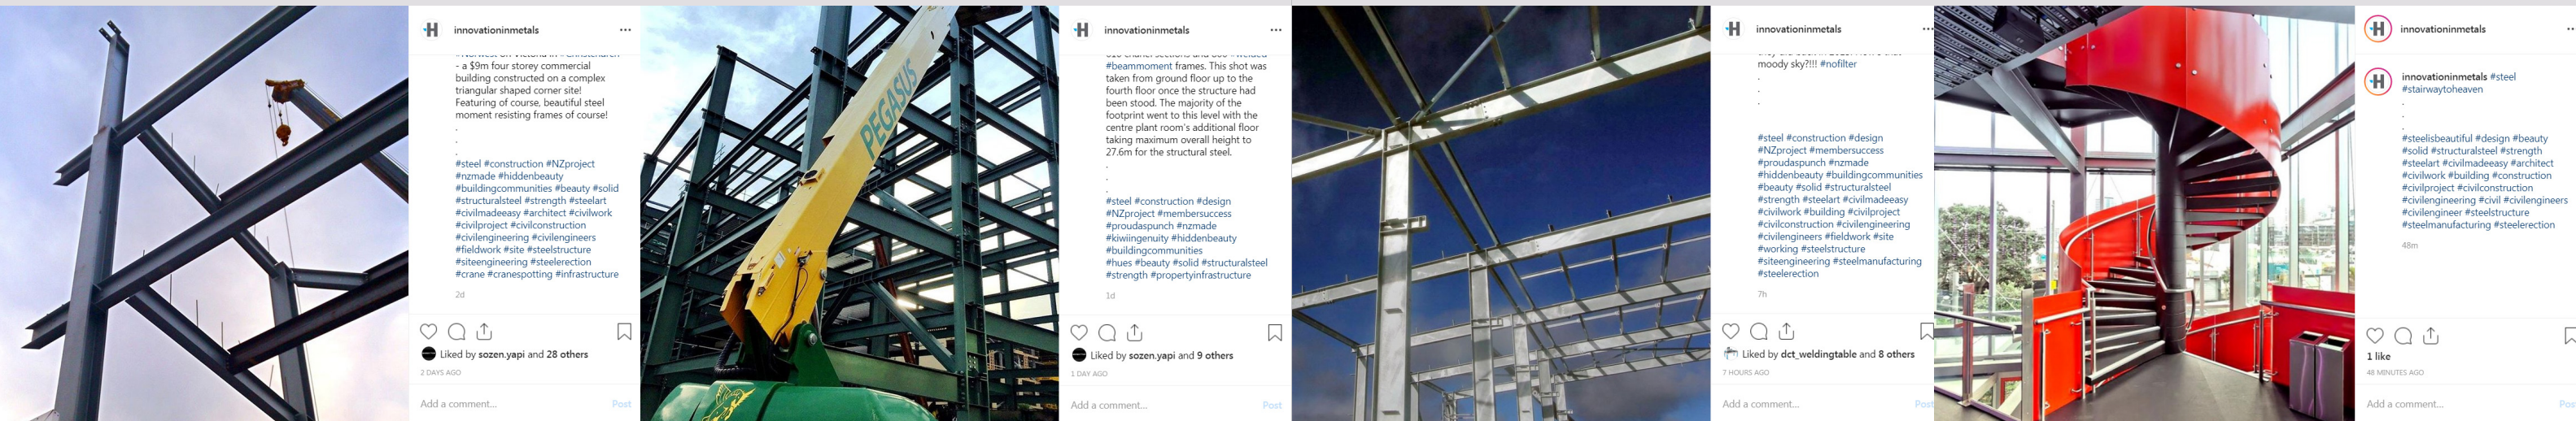 innovationinmetals
- a $9m four storey commercial
building constructed on a complex
triangular shaped corner site!
Featuring of course, beautiful steel
moment resisting frames of course!
.
.
.
#steel #construction #NZproject
#nzmade #hiddenbeauty
#buildingcommunities #beauty #solid
#structuralsteel #strength #steelart
#civilmadeeasy #architect #civilwork
#civilproject #civilconstruction
#civilengineering #civilengineers
#fieldwork #site #steelstructure
#siteengineering #steelerection
#crane #cranespotting #infrastructure
2d
Liked by sozen.yapi and 28 others
2 DAYS AGO
Add a comment... Post
PEGASUS
innovationinmetals
#beammoment frames. This shot was
taken from ground floor up to the
fourth floor once the structure had
been stood. The majority of the
footprint went to this level with the
centre plant room's additional floor
taking maximum overall height to
27.6m for the structural steel.
.
.
.
#steel #construction #design
#NZproject #membersuccess
#proudaspunch #nzmade
#kiwiingenuity #hiddenbeauty
#buildingcommunities
#hues #beauty #solid #structuralsteel
#strength #propertyinfrastructure
1d
Liked by sozen.yapi and 9 others
1 DAY AGO
Add a comment... Post
innovationinmetals
moody sky?!!! #nofilter
.
.
.
#steel #construction #design
#NZproject #membersuccess
#proudaspunch #nzmade
#hiddenbeauty #buildingcommunities
#beauty #solid #structuralsteel
#strength #steelart #civilmadeeasy
#civilwork #building #civilproject
#civilconstruction #civilengineering
#civilengineers #fieldwork #site
#working #steelstructure
#siteengineering #steelmanufacturing
#steelerection
7h
Liked by dct_weldingtable and 8 others
7 HOURS AGO
Add a comment... Post
innovationinmetals
innovationinmetals #steel
#stairwaytoheaven
.
.
.
#steelisbeautiful #design #beauty
#solid #structuralsteel #strength
#steelart #civilmadeeasy #architect
#civilwork #building #construction
#civilproject #civilconstruction
#civilengineering #civil #civilengineers
#civilengineer #steelstructure
#steelmanufacturing #steelerection
48m
1 like
48 MINUTES AGO
Add a comment... Pos